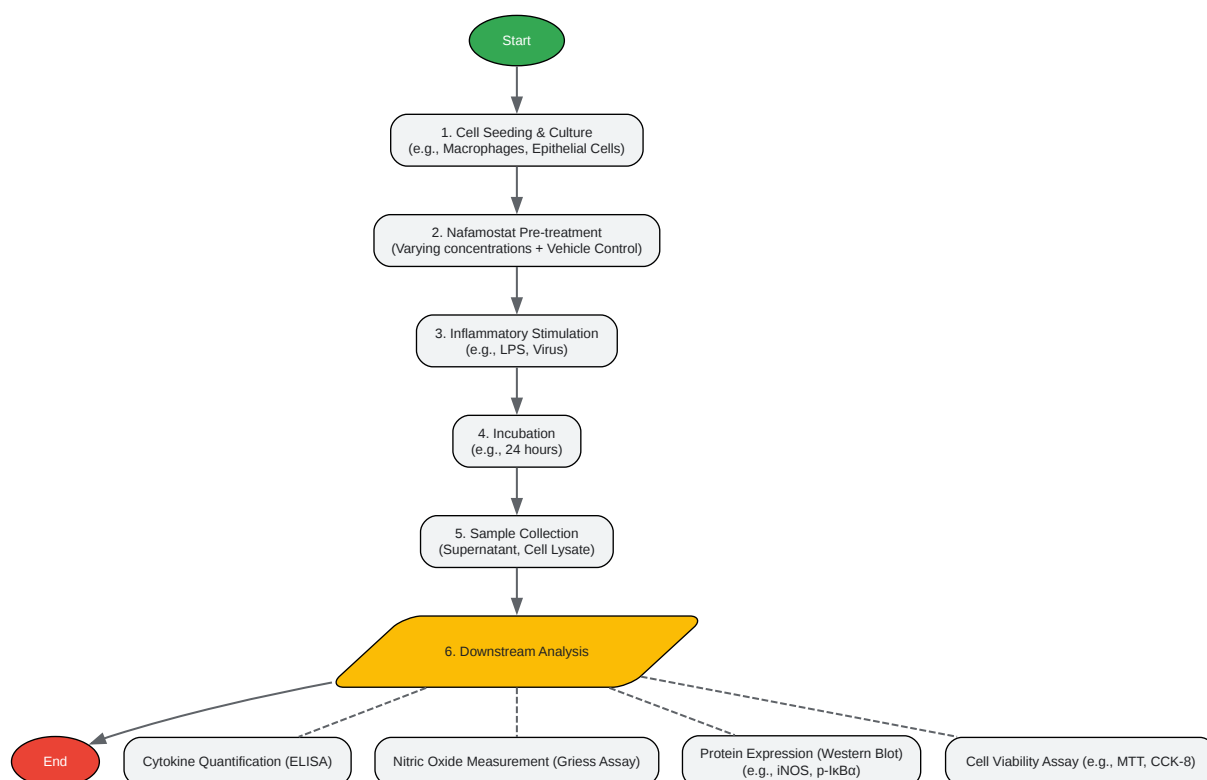 Start
1. Cell Seeding & Culture
(e.g., Macrophages, Epithelial Cells)
2. Nafamostat Pre-treatment
(Varying concentrations + Vehicle Control)
3. Inflammatory Stimulation
(e.g., LPS, Virus)
4. Incubation
(e.g., 24 hours)
5. Sample Collection
(Supernatant, Cell Lysate)
6. Downstream Analysis
End
Cytokine Quantification (ELISA)
Nitric Oxide Measurement (Griess Assay)
Protein Expression (Western Blot)
(e.g., iNOS, p-IκBα)
Cell Viability Assay (e.g., MTT, CCK-8)